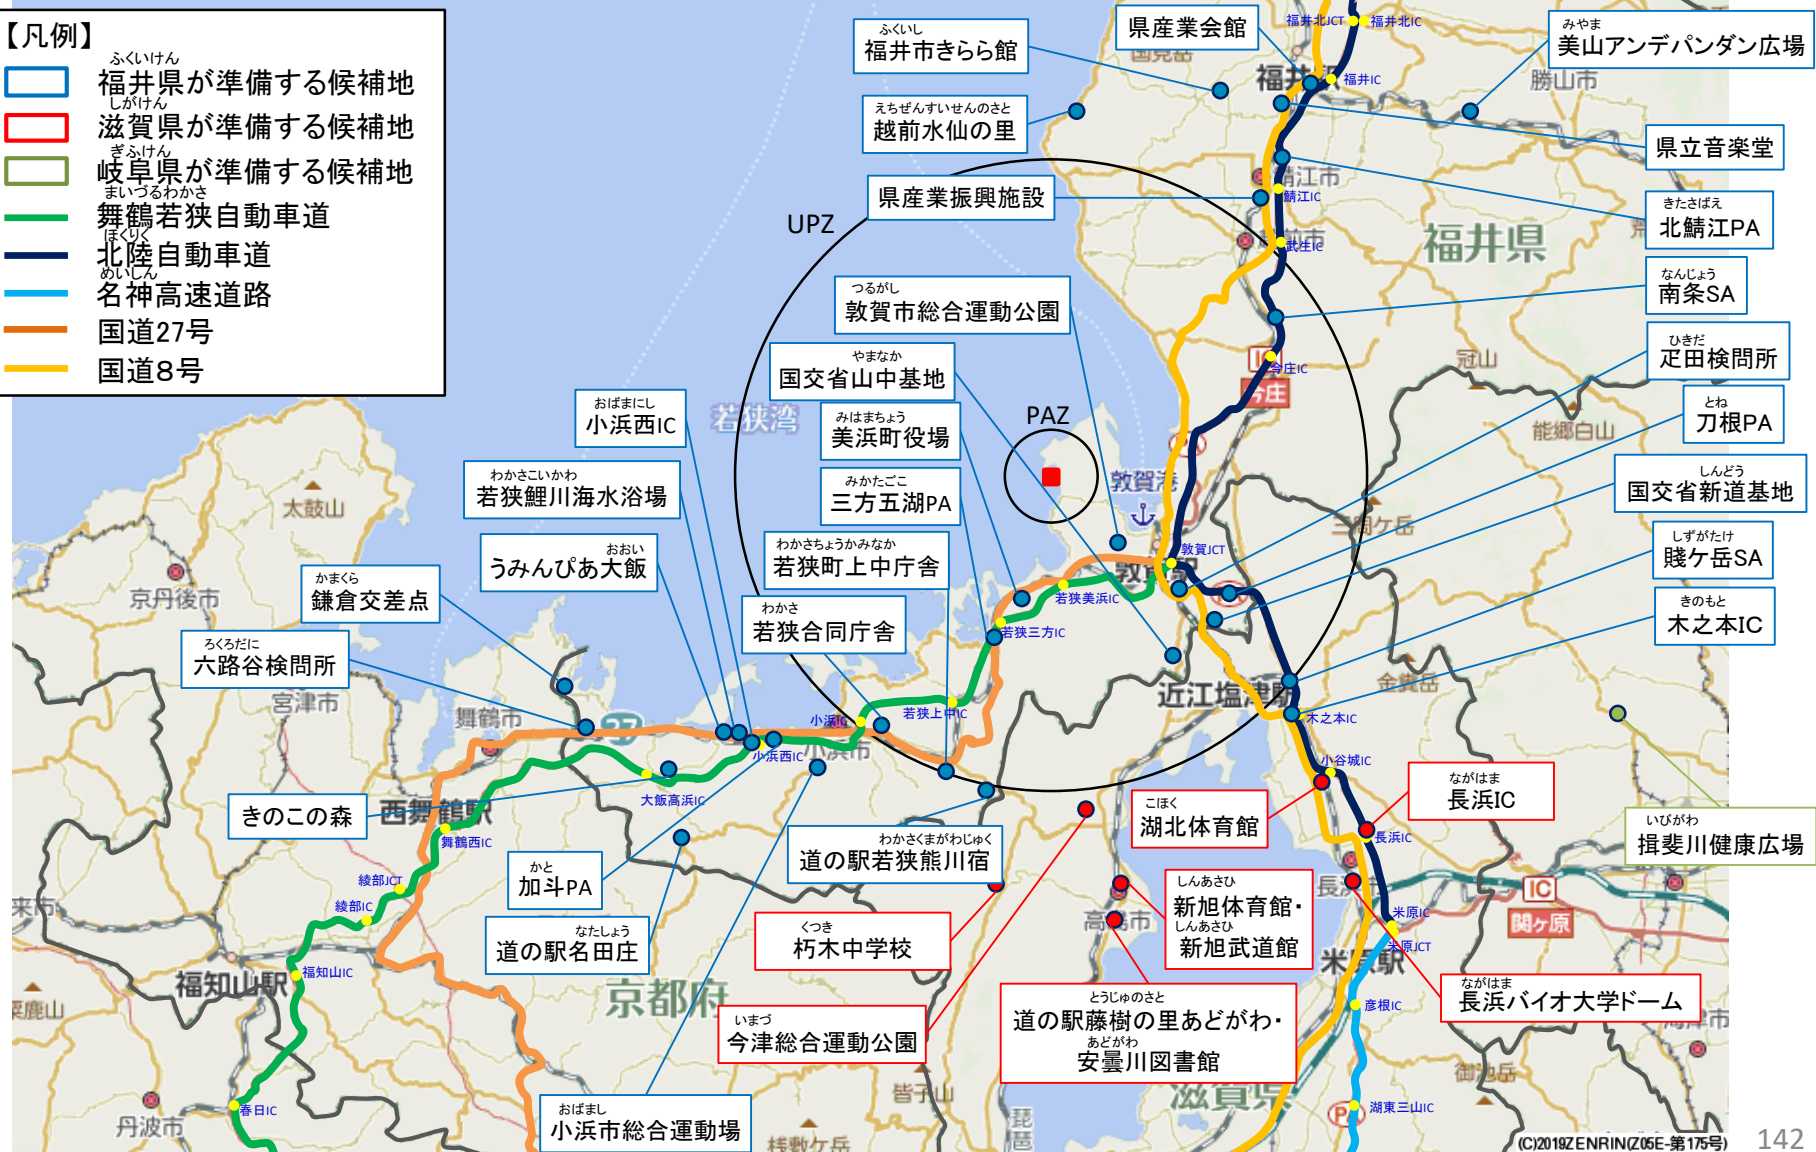 【凡例】
ふくいけん
福井県が準備する候補地
しがけん
滋賀県が準備する候補地
ぎふけん
岐阜県が準備する候補地
まいづるわかさ
舞鶴若狭自動車道
ほくりく
北陸自動車道
めいしん
名神高速道路
国道27号
国道8号
ふくいし
福井市きらら館
県産業会館
福井北JCT
福井北IC
みやま
美山アンデパンダン広場
国見岳
福井駅
福井IC
勝山市
えちぜんすいせんのさと
越前水仙の里
県立音楽堂
県産業振興施設
鯖江市
鯖江IC
きたさばえ
北鯖江PA
UPZ
武生IC
福井県
つるがし
敦賀市総合運動公園
なんじょう
南条SA
やまなか
国交省山中基地
IC
今庄IC
今庄
冠山
ひきだ
疋田検問所
おばまにし
小浜西IC
若狭湾
みはまちょう
美浜町役場
PAZ
能郷白山
とね
刀根PA
わかさこいかわ
若狭鯉川海水浴場
みかたごこ
三方五湖PA
敦賀港
しんどう
国交省新道基地
太鼓山
三周ケ岳
おおい
うみんぴあ大飯
わかさちょうかみなか
若狭町上中庁舎
敦賀JCT
敦賀駅
しずがたけ
賤ケ岳SA
京丹後市
かまくら
鎌倉交差点
わかさ
若狭合同庁舎
若狭美浜IC
若狭三方IC
きのもと
木之本IC
ろくろだに
六路谷検問所
宮津市
舞鶴市
27
小浜IC
若狭上中IC
近江塩津駅
金糞岳
木之本IC
小浜西IC
小浜市
小谷城IC
きのこの森
西舞鶴駅
大飯高浜IC
舞鶴西IC
こほく
湖北体育館
ながはま
長浜IC
長浜IC
いびがわ
揖斐川健康広場
かと
加斗PA
わかさくまがわじゅく
道の駅若狭熊川宿
綾部JCT
綾部IC
しんあさひ
新旭体育館・
しんあさひ
新旭武道館
高島市
IC
関ヶ原
米原IC
米原JCT
米原駅
くつき
朽木中学校
なたしょう
道の駅名田庄
福知山駅
福知山IC
京都府
ながはま
長浜バイオ大学ドーム
彦根IC
いまづ
今津総合運動公園
とうじゅのさと
道の駅藤樹の里あどがわ・
あどがわ
安曇川図書館
御池岳
滋賀県
皆子山
春日IC
丹波市
おばまし
小浜市総合運動場
桟敷ケ岳
琵
琶
PA
湖東三山IC
(C)2019ZENRIN(Z05E-第175号)
142